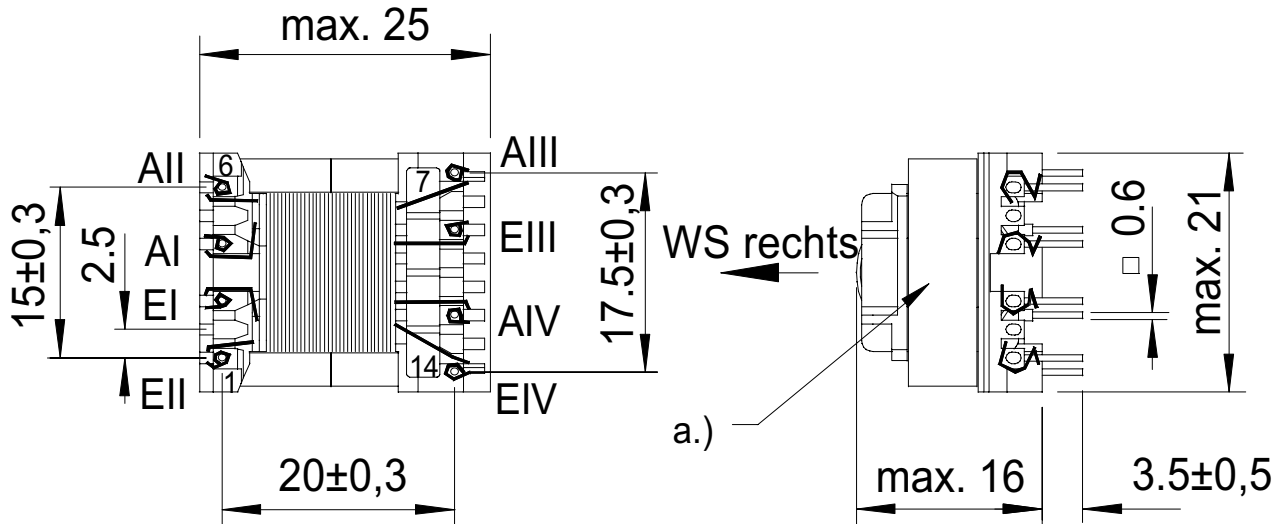 max. 25
AII
6
7
AIII
15±0,3
2.5
AI
EI
EII
1
14
EIII
AIV
EIV
17.5±0,3
20±0,3
WS rechts
□ 0.6
max. 21
a.)
max. 16
3.5±0,5